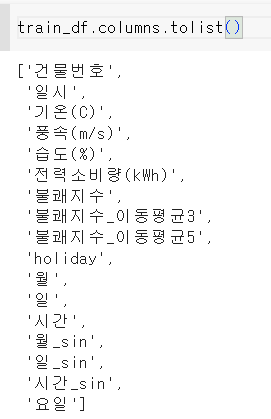 train_df.columns.tolist()
['건물번호',
'일시',
'기온(C)',
'풍속(m/s)',
'습도(%)',
'전력소비량(kWh)',
'불쾌지수',
'불쾌지수_이동평균3',
'불쾌지수_이동평균5',
'holiday',
'월',
'일',
'시간',
'월_sin',
'일_sin',
'시간_sin',
'요일']